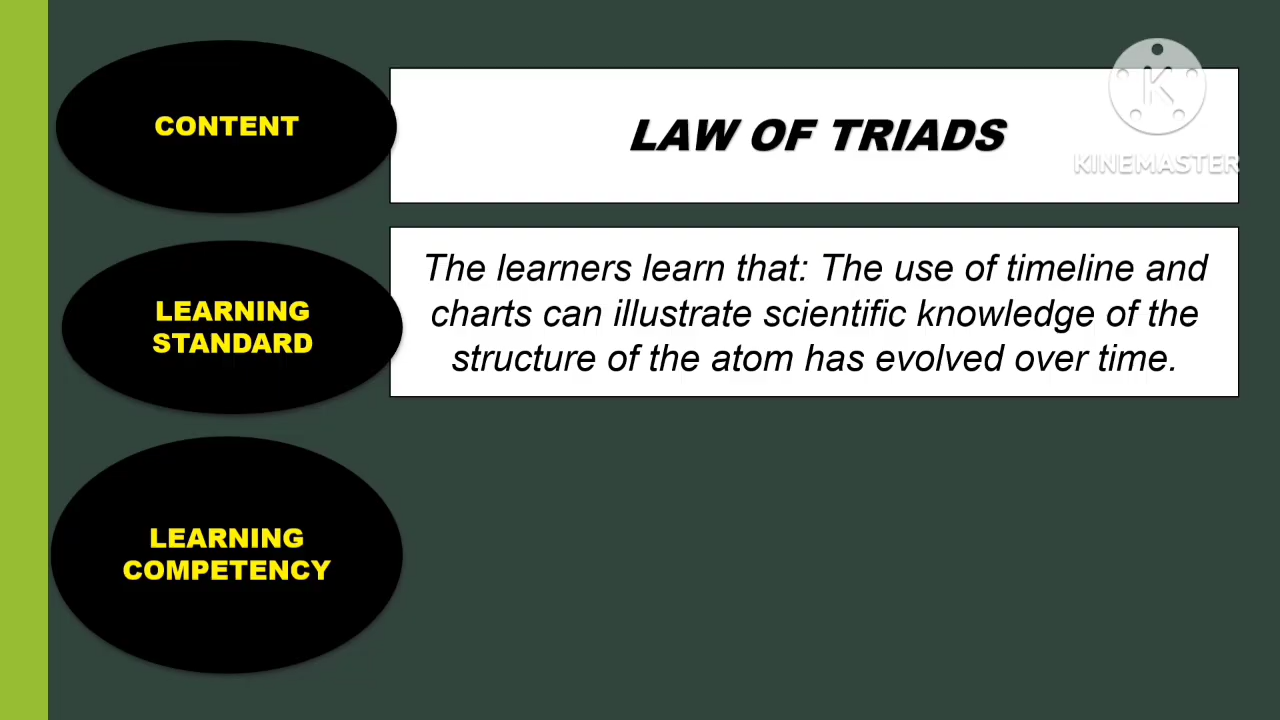 CONTENT
LAW OF TRIADS
K
KINEMASTER
LEARNING
STANDARD
The learners learn that: The use of timeline and
charts can illustrate scientific knowledge of the
structure of the atom has evolved over time.
LEARNING
COMPETENCY